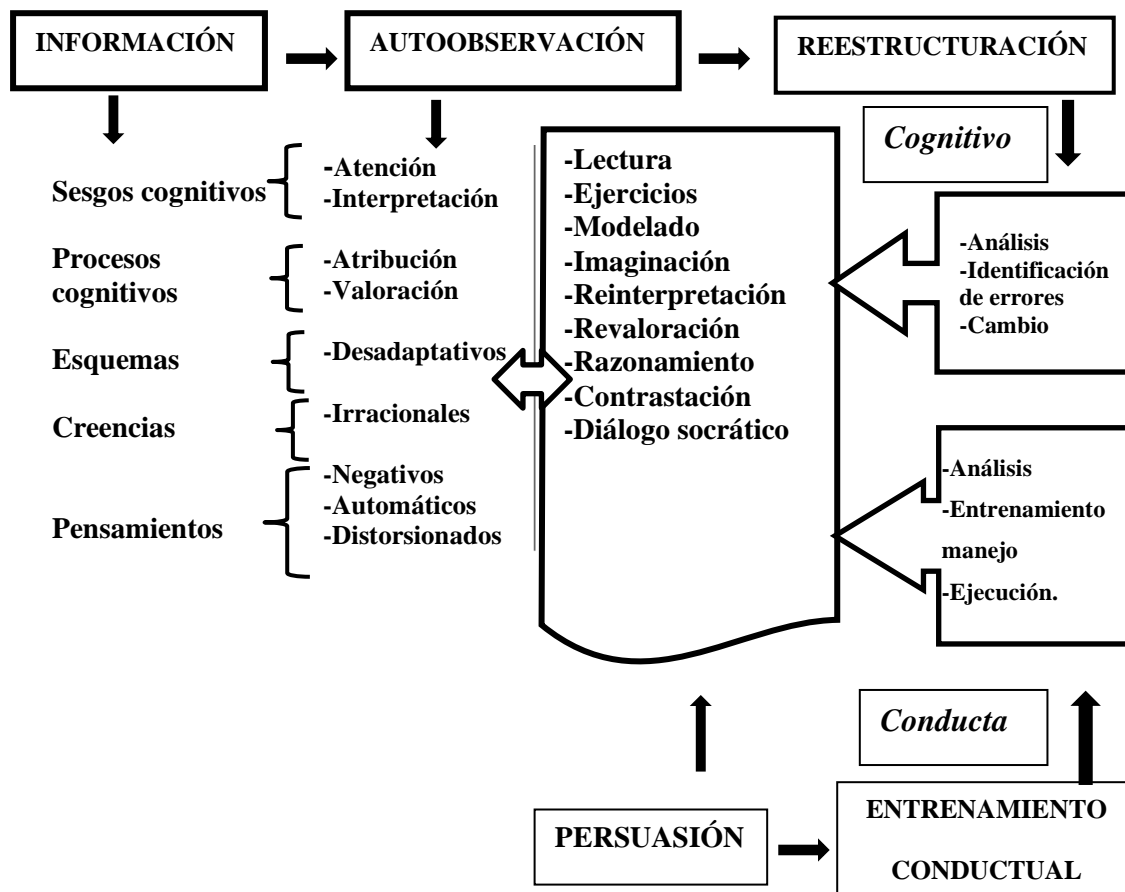 INFORMACIÓN
AUTOOBSERVACIÓN
REESTRUCTURACIÓN
Cognitivo
Sesgos cognitivos
-Atención
-Interpretación
Procesos
cognitivos
-Atribución
-Valoración
Esquemas
-Desadaptativos
Creencias
-Irracionales
Pensamientos
-Negativos
-Automáticos
-Distorsionados
-Lectura
-Ejercicios
-Modelado
-Imaginación
-Reinterpretación
-Revaloración
-Razonamiento
-Contrastación
-Diálogo socrático
-Análisis
-Identificación
de errores
-Cambio
-Análisis
-Entrenamiento
manejo
-Ejecución.
Conducta
PERSUASIÓN
ENTRENAMIENTO
CONDUCTUAL